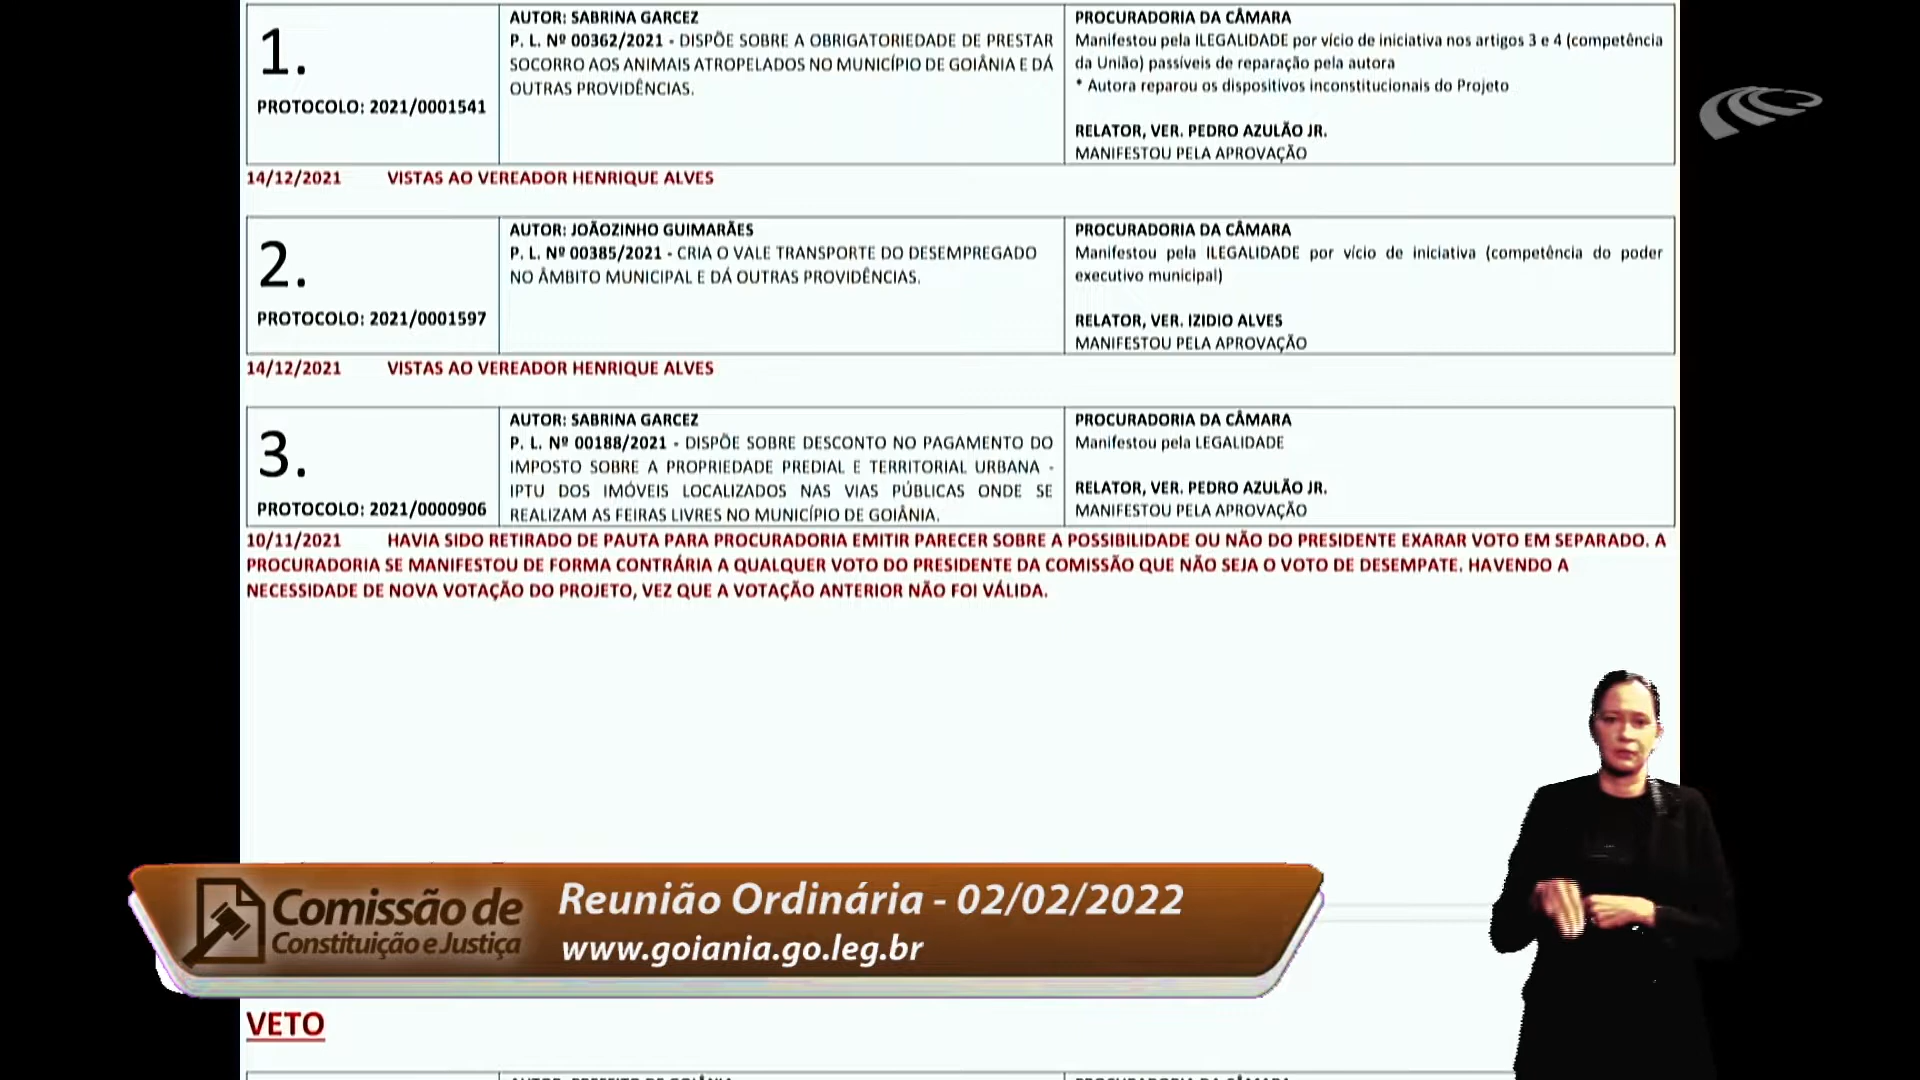 1.
PROTOCOLO: 2021/0001541
AUTOR: SABRINA GARCEZ
P. L. Nº 00362/2021 - DISPÕE SOBRE A OBRIGATORIEDADE DE PRESTAR
SOCORRO AOS ANIMAIS ATROPELADOS NO MUNICÍPIO DE GOIÂNIA E DÁ
OUTRAS PROVIDÊNCIAS.
PROCURADORIA DA CÂMARA
Manifestou pela ILEGALIDADE por vício de iniciativa nos artigos 3 e 4 (competência
da União) passíveis de reparação pela autora
* Autora reparou os dispositivos inconstitucionais do Projeto
RELATOR, VER. PEDRO AZULÃO JR.
MANIFESTOU PELA APROVAÇÃO
14/12/2021 VISTAS AO VEREADOR HENRIQUE ALVES
2.
PROTOCOLO: 2021/0001597
AUTOR: JOÃOZINHO GUIMARÃES
P. L. Nº 00385/2021 - CRIA O VALE TRANSPORTE DO DESEMPREGADO
NO ÂMBITO MUNICIPAL E DÁ OUTRAS PROVIDÊNCIAS.
PROCURADORIA DA CÂMARA
Manifestou pela ILEGALIDADE por vício de iniciativa (competência do poder
executivo municipal)
RELATOR, VER. IZIDIO ALVES
MANIFESTOU PELA APROVAÇÃO
14/12/2021 VISTAS AO VEREADOR HENRIQUE ALVES
3.
PROTOCOLO: 2021/0000906
AUTOR: SABRINA GARCEZ
P. L. Nº 00188/2021 - DISPÕE SOBRE DESCONTO NO PAGAMENTO DO
IMPOSTO SOBRE A PROPRIEDADE PREDIAL E TERRITORIAL URBANA -
IPTU DOS IMÓVEIS LOCALIZADOS NAS VIAS PÚBLICAS ONDE SE
REALIZAM AS FEIRAS LIVRES NO MUNICÍPIO DE GOIÂNIA.
PROCURADORIA DA CÂMARA
Manifestou pela LEGALIDADE
RELATOR, VER. PEDRO AZULÃO JR.
MANIFESTOU PELA APROVAÇÃO
10/11/2021 HAVIA SIDO RETIRADO DE PAUTA PARA PROCURADORIA EMITIR PARECER SOBRE A POSSIBILIDADE OU NÃO DO PRESIDENTE EXARAR VOTO EM SEPARADO. A
PROCURADORIA SE MANIFESTOU DE FORMA CONTRÁRIA A QUALQUER VOTO DO PRESIDENTE DA COMISSÃO QUE NÃO SEJA O VOTO DE DESEMPATE. HAVENDO A
NECESSIDADE DE NOVA VOTAÇÃO DO PROJETO, VEZ QUE A VOTAÇÃO ANTERIOR NÃO FOI VÁLIDA.
Comissão de
Constituição e Justiça
Reunião Ordinária - 02/02/2022
www.goiania.go.leg.br
VETO